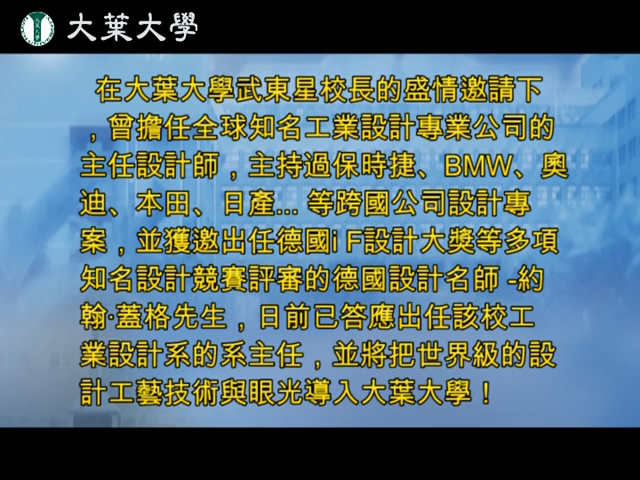 大葉大學
在大葉大學武東星校長的盛情邀請下
，曾擔任全球知名工業設計專業公司的
主任設計師，主持過保時捷、BMW、奧
迪、本田、日產... 等跨國公司設計專
案，並獲邀出任德國i F設計大獎等多項
知名設計競賽評審的德國設計名師 -約
翰·蓋格先生，日前已答應出任該校工
業設計系的系主任，並將把世界級的設
計工藝技術與眼光導入大葉大學！